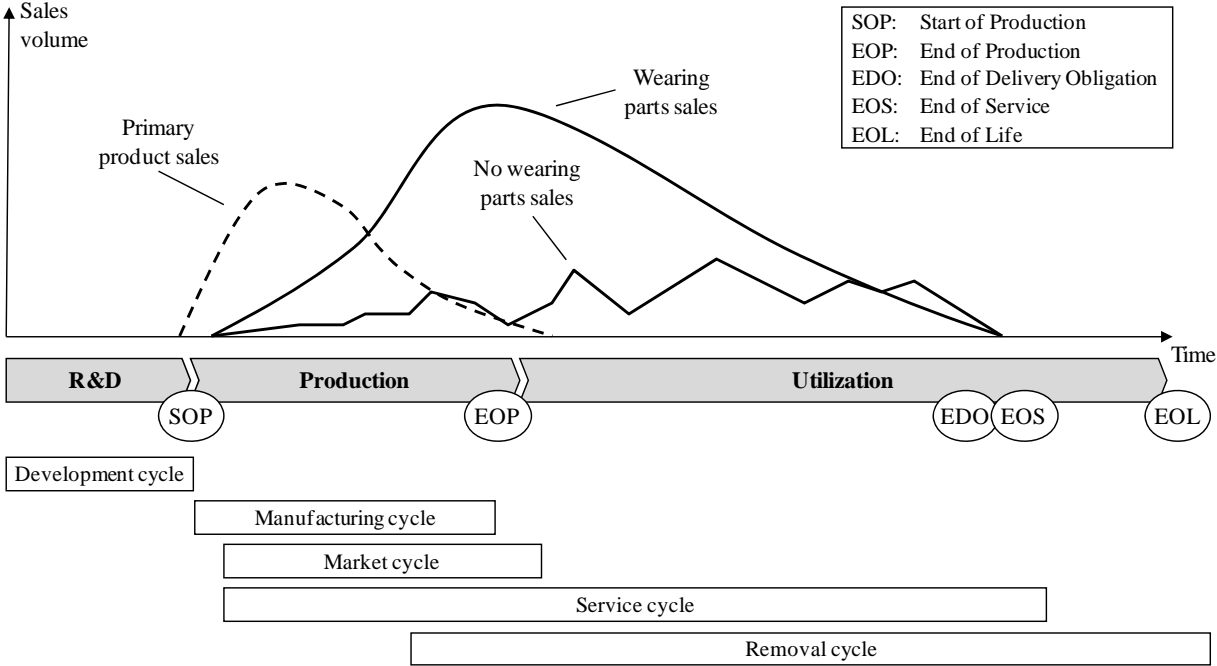 Sales
volume
SOP: Start of Production
EOP: End of Production
EDO: End of Delivery Obligation
EOS: End of Service
EOL: End of Life
Wearing
parts sales
Primary
product sales
No wearing
parts sales
Time
R&D
Production
Utilization
SOP
EOP
EDO
EOS
EOL
Development cycle
Manufacturing cycle
Market cycle
Service cycle
Removal cycle